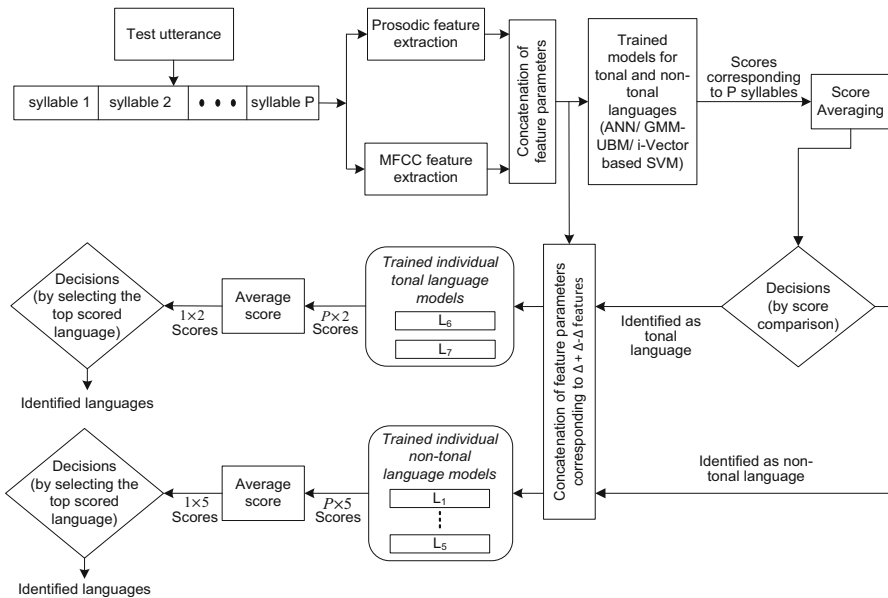 Test utterance
syllable 1
syllable 2
• • •
syllable P
Prosodic feature
extraction
MFCC feature
extraction
Concatenation of
feature parameters
Trained
models for
tonal and non-
tonal
languages
(ANN/ GMM-
UBM/ i-Vector
based SVM)
Scores
corresponding
to P syllables
Score
Averaging
Decisions
(by score
comparison)
Identified as
tonal
language
Identified as non-
tonal language
Concatenation of feature parameters
corresponding to Δ + Δ-Δ features
Trained individual
tonal language
models
L₆
L₇
P×2
Scores
Average
score
1×2
Scores
Decisions
(by selecting the
top scored
language)
Identified languages
Trained individual
non-tonal
language models
L₁
L₅
P×5
Scores
Average
score
1×5
Scores
Decisions
(by selecting the
top scored
language)
Identified languages